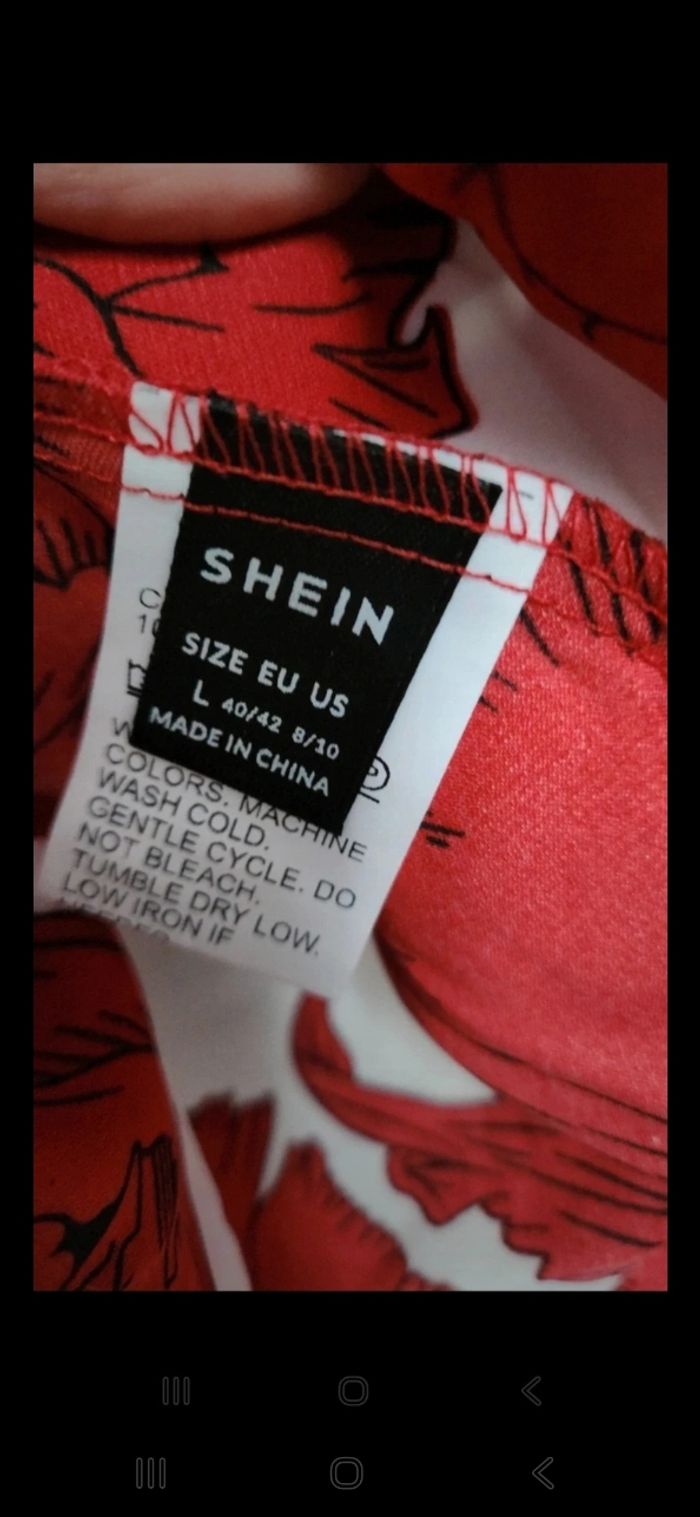 SHEIN
SIZE EU US
L 40/42 8/10
MADE IN CHINA
COLORS. MACHINE
WASH COLD.
GENTLE CYCLE. DO
NOT BLEACH.
TUMBLE DRY LOW.
LOW IRON IF